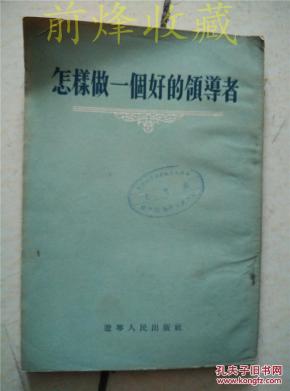 前烽收藏
怎樣做一個好的領導者
遼寧人民出版社
孔夫子旧书网